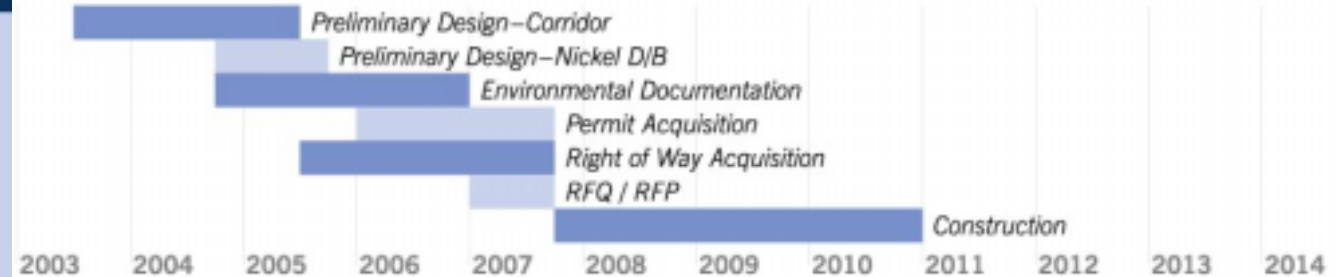 Preliminary Design–Corridor
Preliminary Design–Nickel D/B
Environmental Documentation
Permit Acquisition
Right of Way Acquisition
RFQ / RFP
Construction
2003 2004 2005 2006 2007 2008 2009 2010 2011 2012 2013 2014